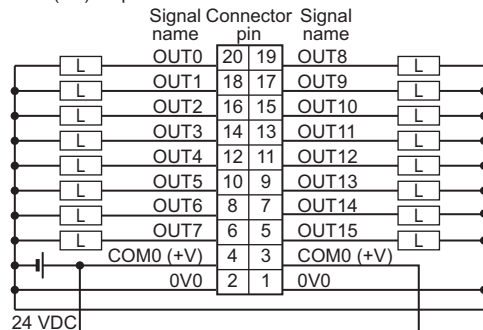 Signal name Connector pin Signal name
L OUT0 20 19 OUT8 L
L OUT1 18 17 OUT9 L
L OUT2 16 15 OUT10 L
L OUT3 14 13 OUT11 L
L OUT4 12 11 OUT12 L
L OUT5 10 9 OUT13 L
L OUT6 8 7 OUT14 L
L OUT7 6 5 OUT15 L
COM0 (+V) 4 3 COM0 (+V)
0V0 2 1 0V0
24 VDC